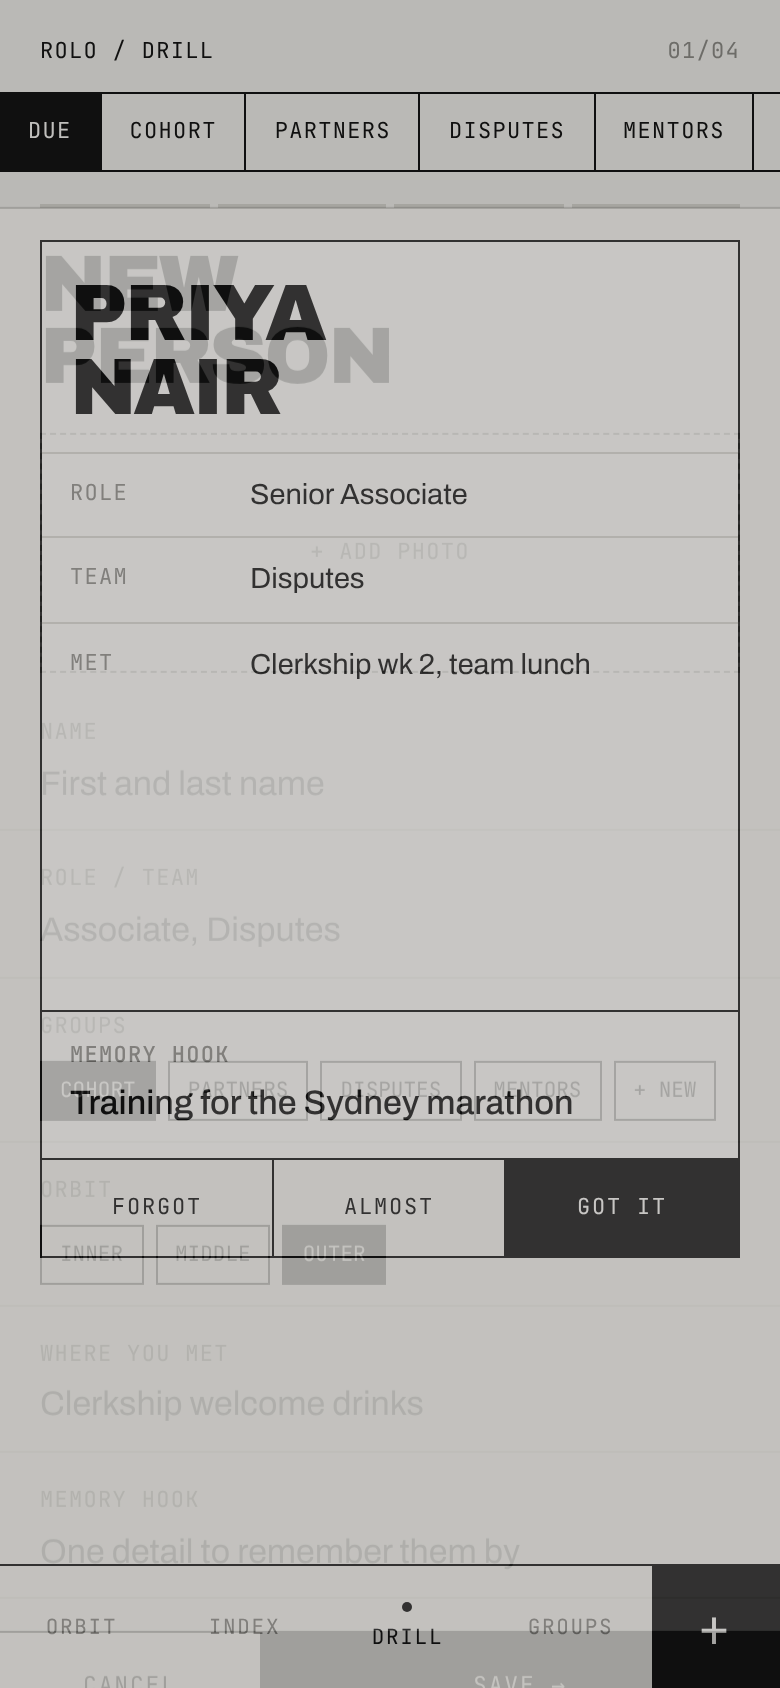 ROLO / DRILL
01/04
DUE
COHORT
PARTNERS
DISPUTES
MENTORS
NEW
PRIYA
PERSON
NAIR
ROLE
Senior Associate
+ ADD PHOTO
TEAM
Disputes
MET
Clerkship wk 2, team lunch
NAME
First and last name
ROLE / TEAM
Associate, Disputes
GROUPS
MEMORY HOOK
COHORT
PARTNERS
DISPUTES
MENTORS
+ NEW
Training for the Sydney marathon
ORBIT
FORGOT
ALMOST
GOT IT
INNER
MIDDLE
OUTER
WHERE YOU MET
Clerkship welcome drinks
MEMORY HOOK
One detail to remember them by
ORBIT
INDEX
DRILL
GROUPS
+
CANCEL
SAVE →